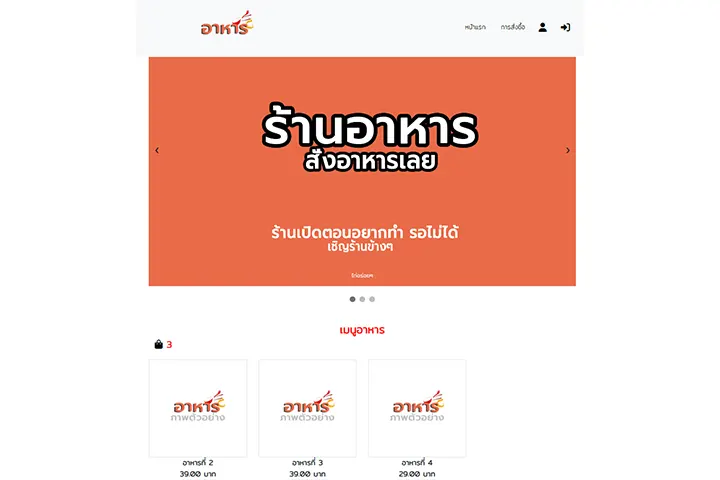 อาหาร
หน้าแรก การสั่งซื้อ
ร้านอาหาร
สั่งอาหารเลย
ร้านเปิดตอนอยากทำ รอไม่ได้
เชิญร้านข้างๆ
เมนูอาหาร
3
อาหาร
ภาพตัวอย่าง
อาหารที่ 2
39.00 บาท
อาหาร
ภาพตัวอย่าง
อาหารที่ 3
39.00 บาท
อาหาร
ภาพตัวอย่าง
อาหารที่ 4
29.00 บาท